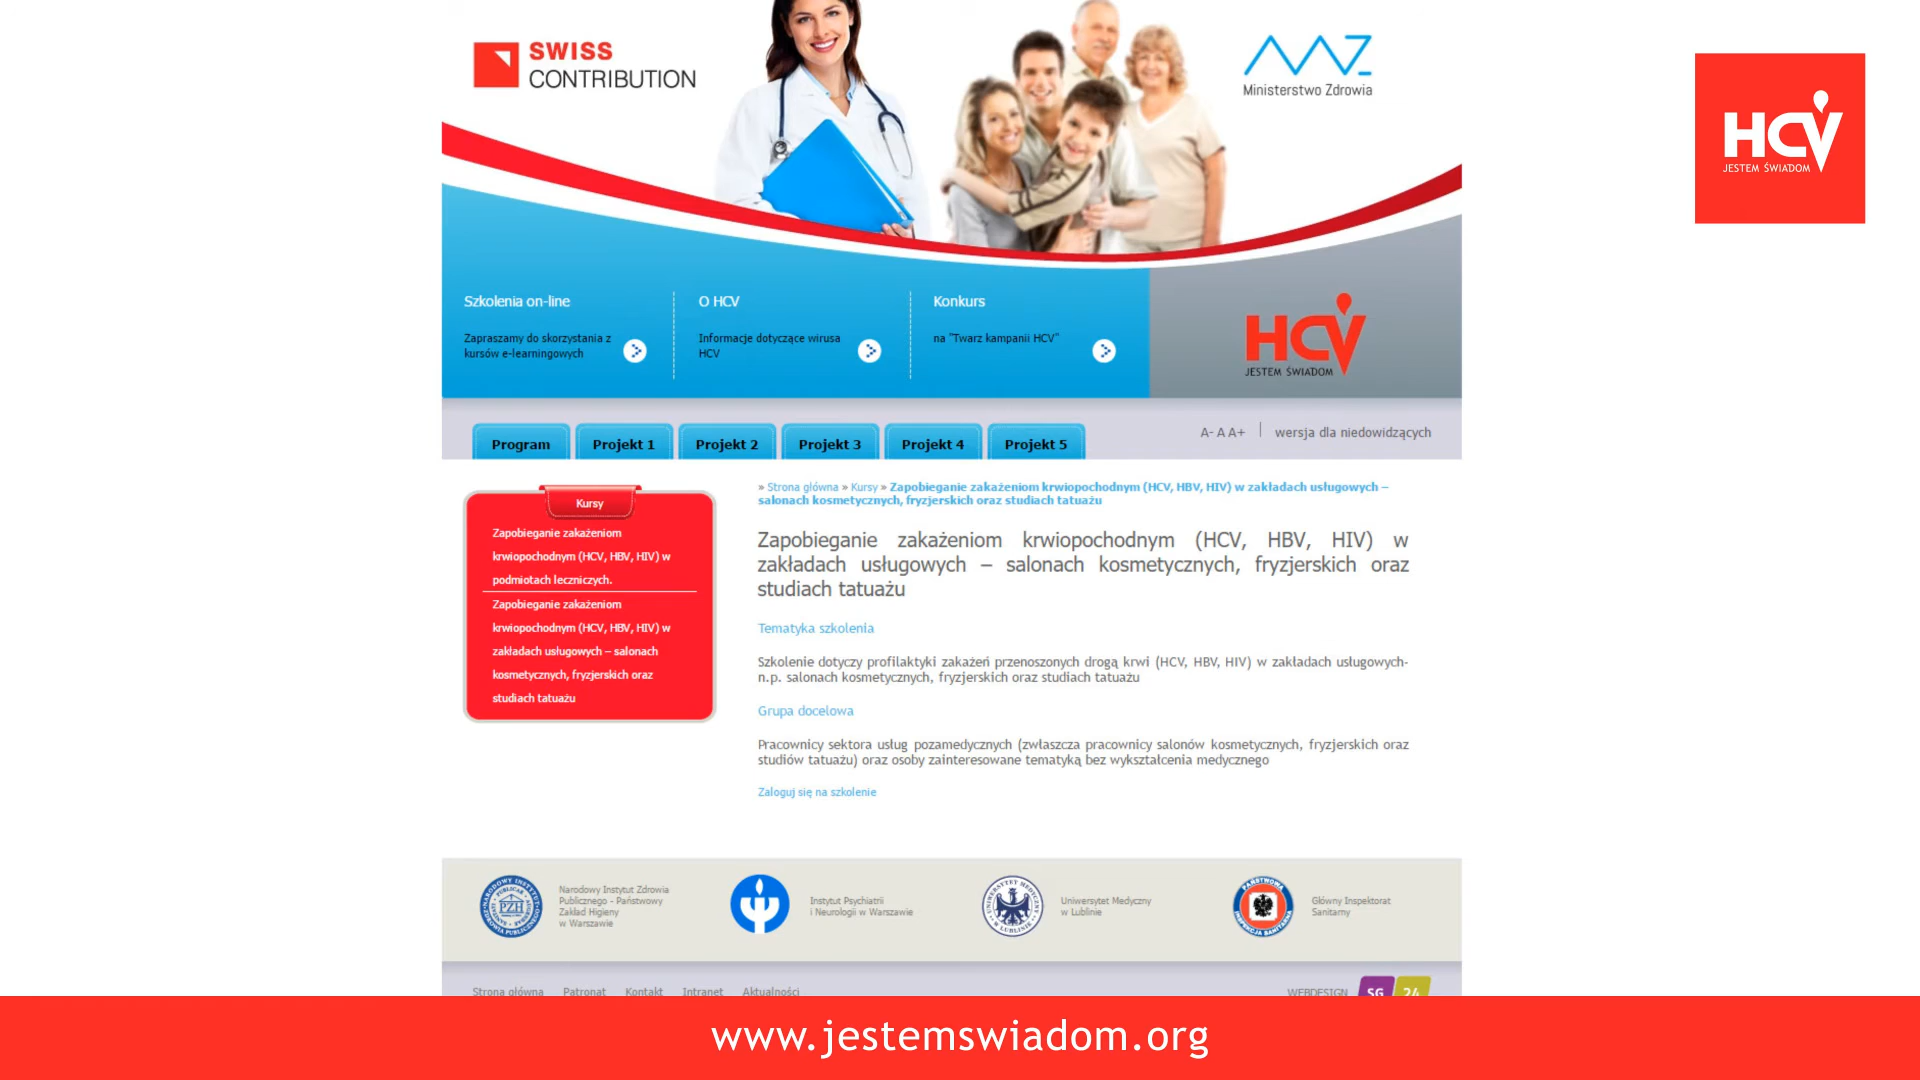 SWISS
CONTRIBUTION
Ministerstwo Zdrowia
HCV
JESTEM ŚWIADOM
Szkolenia on-line
Zapraszamy do skorzystania z
kursów e-learningowych
O HCV
Informacje dotyczące wirusa
HCV
Konkurs
na "Twarz kampanii HCV"
HCV
JESTEM ŚWIADOM
Program
Projekt 1
Projekt 2
Projekt 3
Projekt 4
Projekt 5
A- A A+
wersja dla niedowidzących
Kursy
Zapobieganie zakażeniom
krwiopochodnym (HCV, HBV, HIV) w
podmiotach leczniczych.
Zapobieganie zakażeniom
krwiopochodnym (HCV, HBV, HIV) w
zakładach usługowych – salonach
kosmetycznych, fryzjerskich oraz
studiach tatuażu
» Strona główna » Kursy » Zapobieganie zakażeniom krwiopochodnym (HCV, HBV, HIV) w zakładach usługowych –
salonach kosmetycznych, fryzjerskich oraz studiach tatuażu
Zapobieganie zakażeniom krwiopochodnym (HCV, HBV, HIV) w
zakładach usługowych – salonach kosmetycznych, fryzjerskich oraz
studiach tatuażu
Tematyka szkolenia
Szkolenie dotyczy profilaktyki zakażeń przenoszonych drogą krwi (HCV, HBV, HIV) w zakładach usługowych-
n.p. salonach kosmetycznych, fryzjerskich oraz studiach tatuażu
Grupa docelowa
Pracownicy sektora usług pozamedycznych (zwłaszcza pracownicy salonów kosmetycznych, fryzjerskich oraz
studiów tatuażu) oraz osoby zainteresowane tematyką bez wykształcenia medycznego
Zaloguj się na szkolenie
PZH
Narodowy Instytut Zdrowia
Publicznego - Państwowy
Zakład Higieny
w Warszawie
Instytut Psychiatrii
i Neurologii w Warszawie
Uniwersytet Medyczny
w Lublinie
Główny Inspektorat
Sanitarny
Strona główna
Patronat
Kontakt
Intranet
Aktualności
WEBDESIGN
SG
24
www.jestemswiadom.org